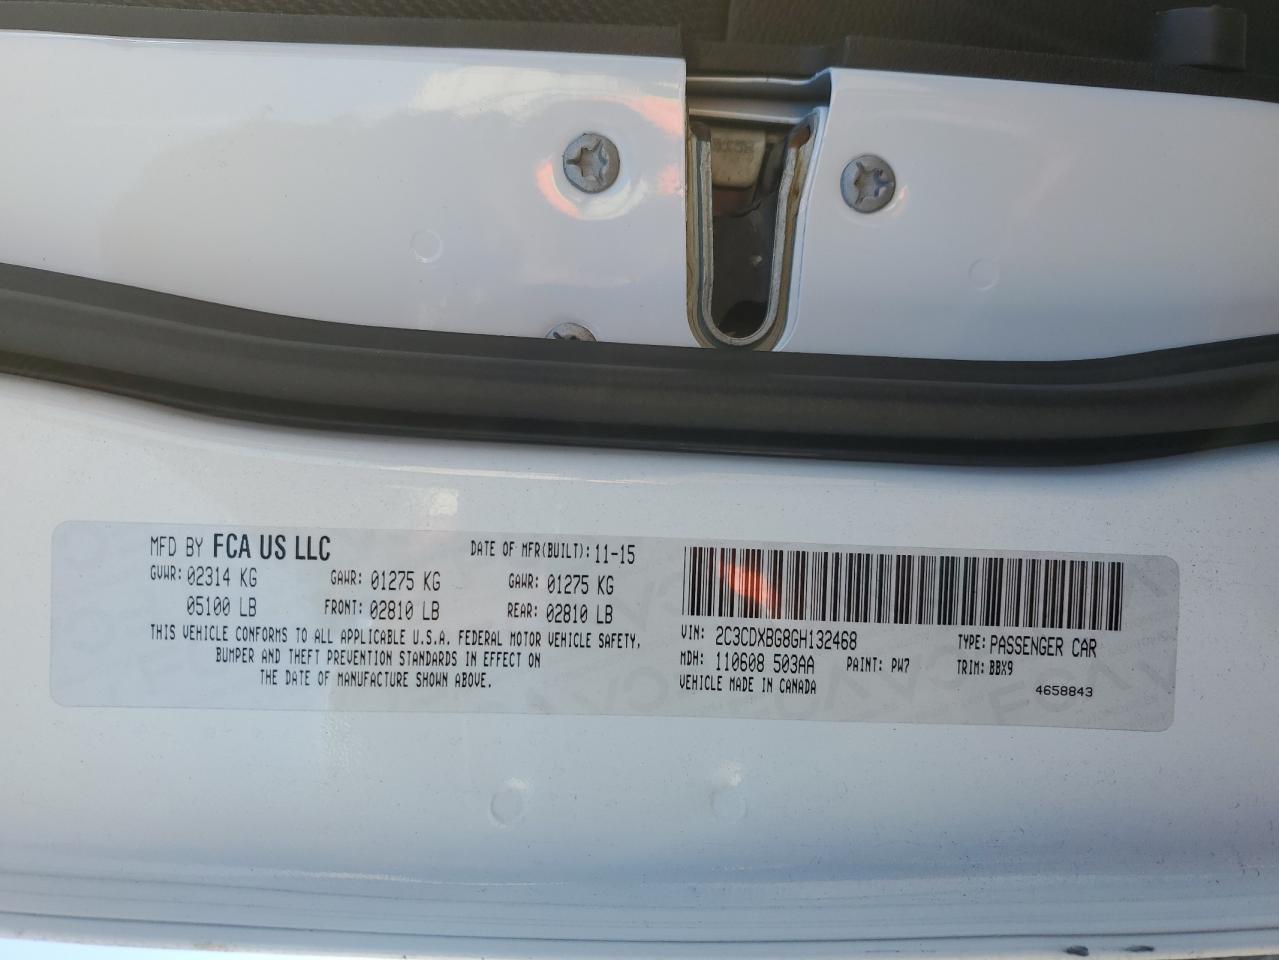 MFD BY FCA US LLC DATE OF MFR(BUILT): 11-15
GVWR: 02314 KG GAWR: 01275 KG GAWR: 01275 KG
05100 LB FRONT: 02810 LB REAR: 02810 LB
THIS VEHICLE CONFORMS TO ALL APPLICABLE U.S.A. FEDERAL MOTOR VEHICLE SAFETY,
BUMPER AND THEFT PREVENTION STANDARDS IN EFFECT ON
THE DATE OF MANUFACTURE SHOWN ABOVE.
VIN: 2C3CDXBG8GH132468 TYPE: PASSENGER CAR
MDH: 110608 503AA PAINT: PW7 TRIM: BBX9
VEHICLE MADE IN CANADA 4658843